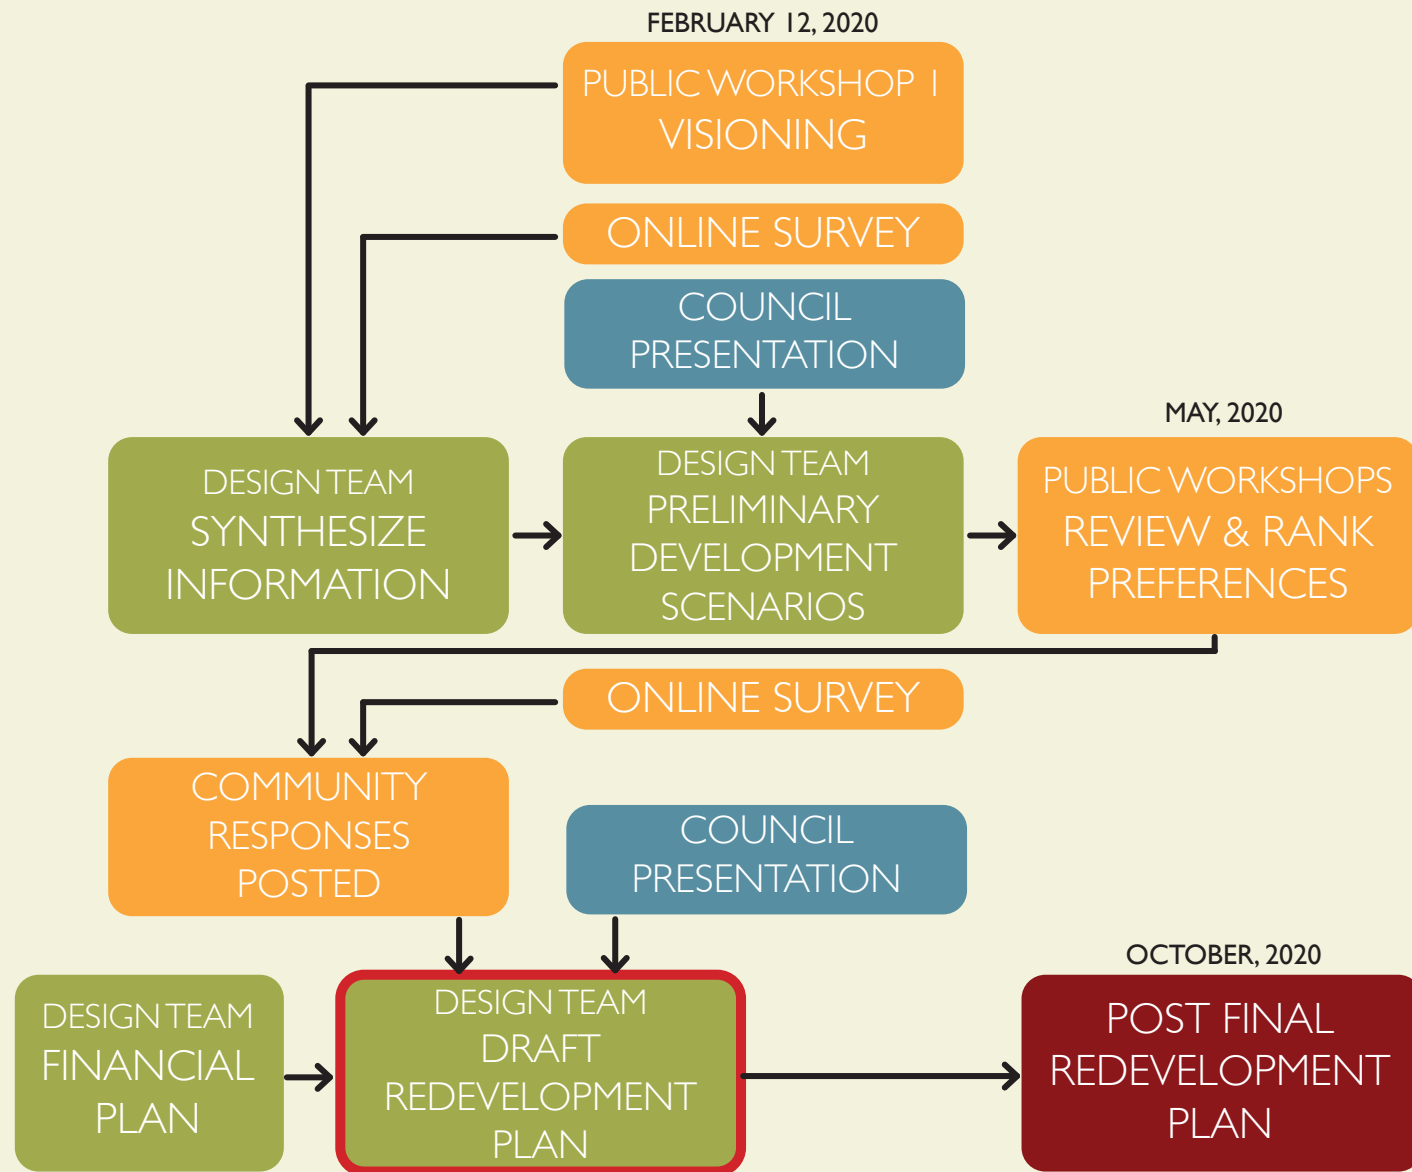 FEBRUARY 12, 2020
PUBLIC WORKSHOP 1
VISIONING
ONLINE SURVEY
COUNCIL
PRESENTATION
DESIGN TEAM
SYNTHESIZE
INFORMATION
DESIGN TEAM
PRELIMINARY
DEVELOPMENT
SCENARIOS
MAY, 2020
PUBLIC WORKSHOPS
REVIEW & RANK
PREFERENCES
ONLINE SURVEY
COMMUNITY
RESPONSES
POSTED
COUNCIL
PRESENTATION
DESIGN TEAM
FINANCIAL
PLAN
DESIGN TEAM
DRAFT
REDEVELOPMENT
PLAN
OCTOBER, 2020
POST FINAL
REDEVELOPMENT
PLAN